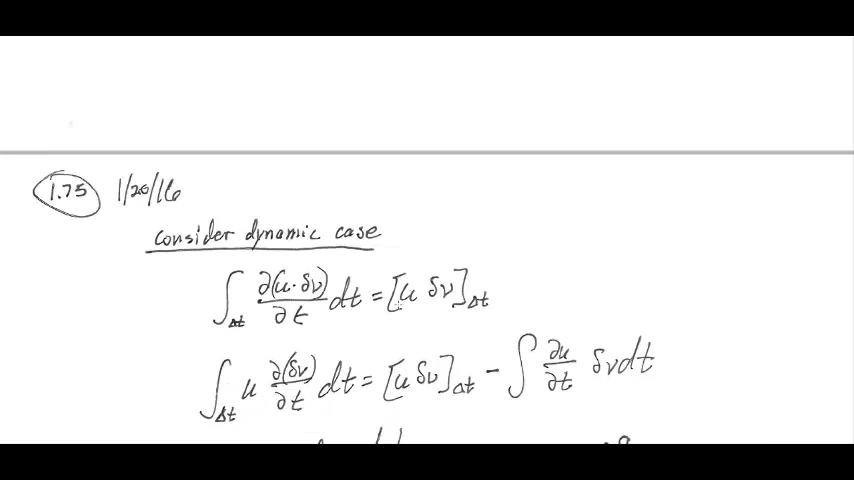 1.75 1/20/16
consider dynamic case
∫_Δt ∂(u·δv)/∂t dt = [u δv]_Δt
∫_Δt u ∂(δv)/∂t dt = [u δv]_Δt − ∫ ∂u/∂t δv dt